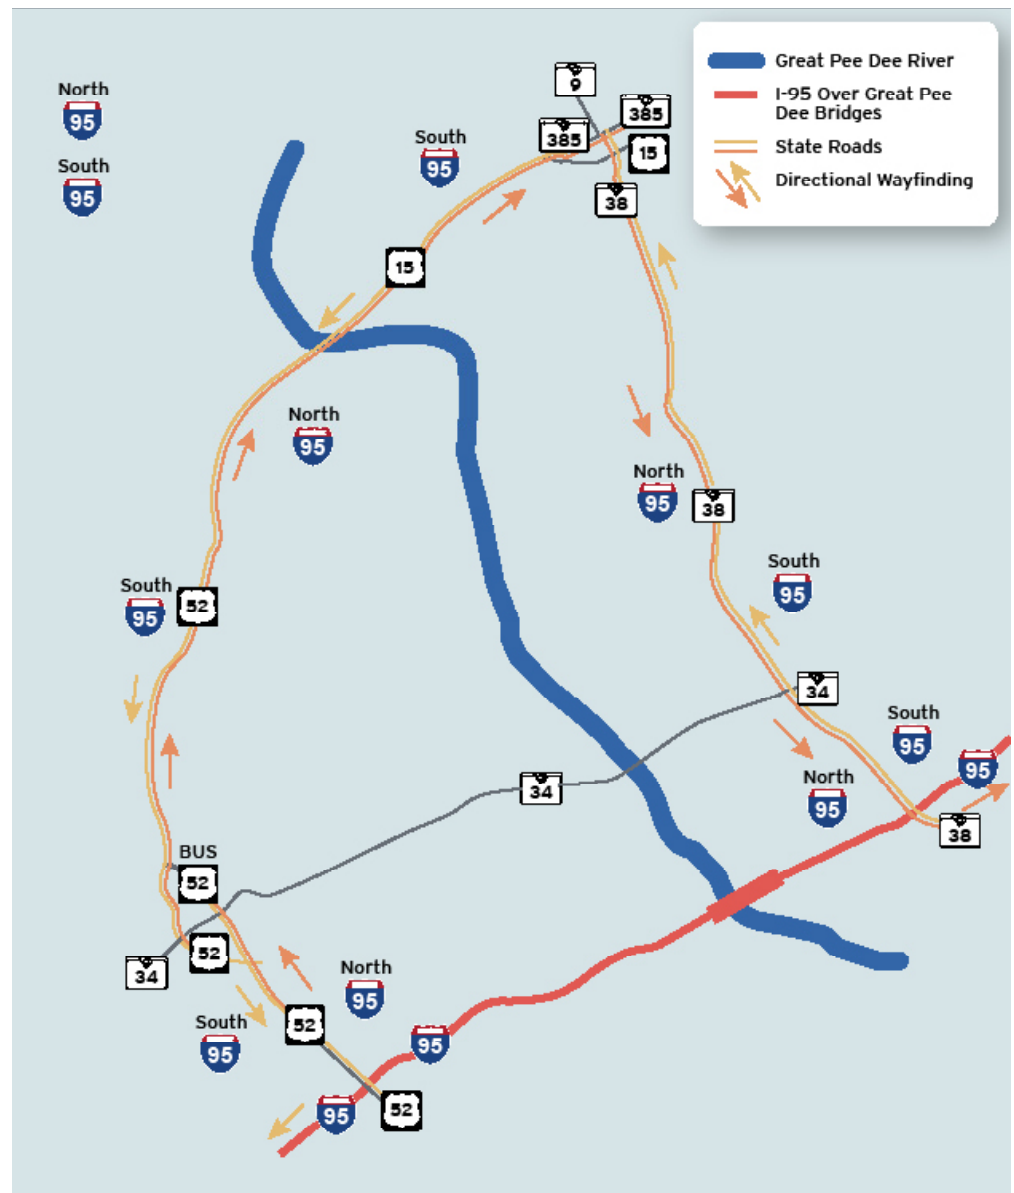 Great Pee Dee River
I-95 Over Great Pee
Dee Bridges
State Roads
Directional Wayfinding
North
95
South
95
9
385
385
15
South
95
38
15
North
95
North
95
38
South
95
South
95
52
34
South
95
95
North
95
34
38
BUS
52
52
34
North
95
South
95
52
95
95
52